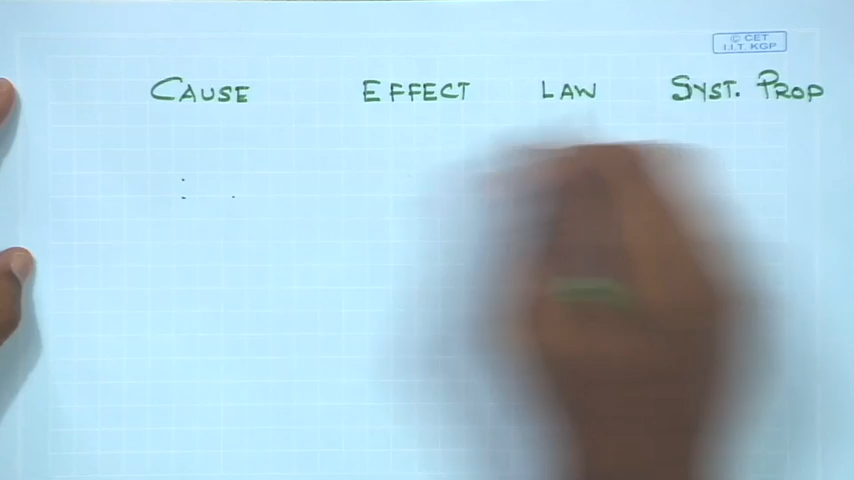 © CET
I.I.T. KGP
CAUSE EFFECT LAW SYST. PROP